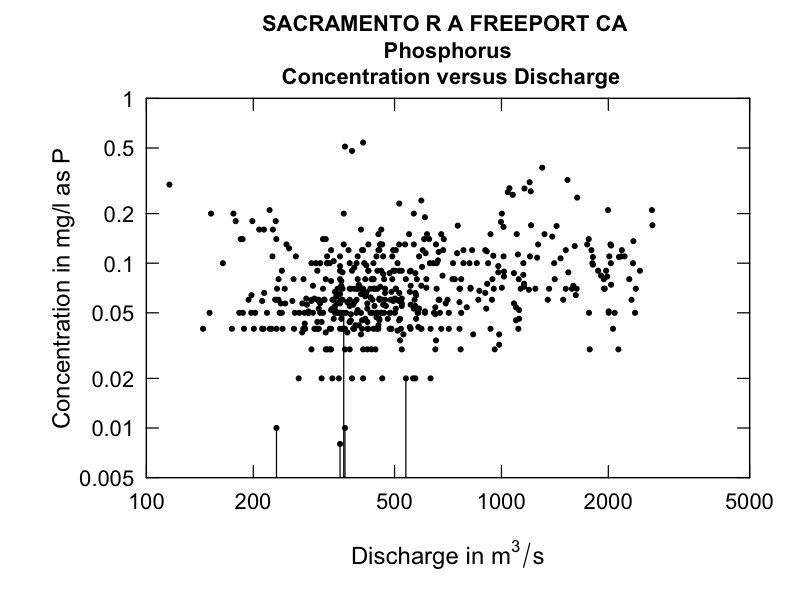 SACRAMENTO R A FREEPORT CA
Phosphorus
Concentration versus Discharge
Concentration in mg/l as P
1
0.5
0.2
0.1
0.05
0.02
0.01
0.005
100 200 500 1000 2000 5000
Discharge in m³/s